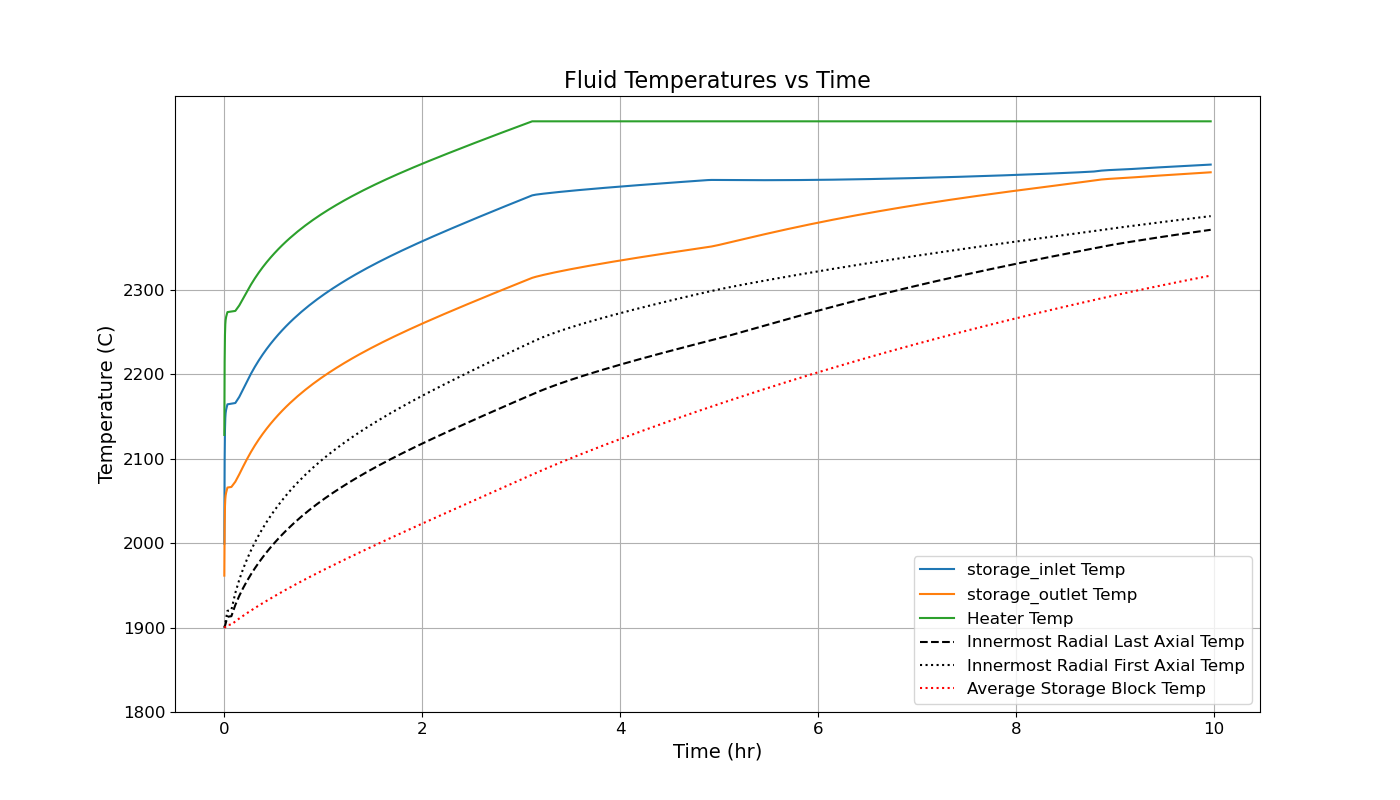 Fluid Temperatures vs Time
Temperature (C)
2300
2200
2100
2000
1900
1800
0 2 4 6 8 10
Time (hr)
storage_inlet Temp
storage_outlet Temp
Heater Temp
Innermost Radial Last Axial Temp
Innermost Radial First Axial Temp
Average Storage Block Temp